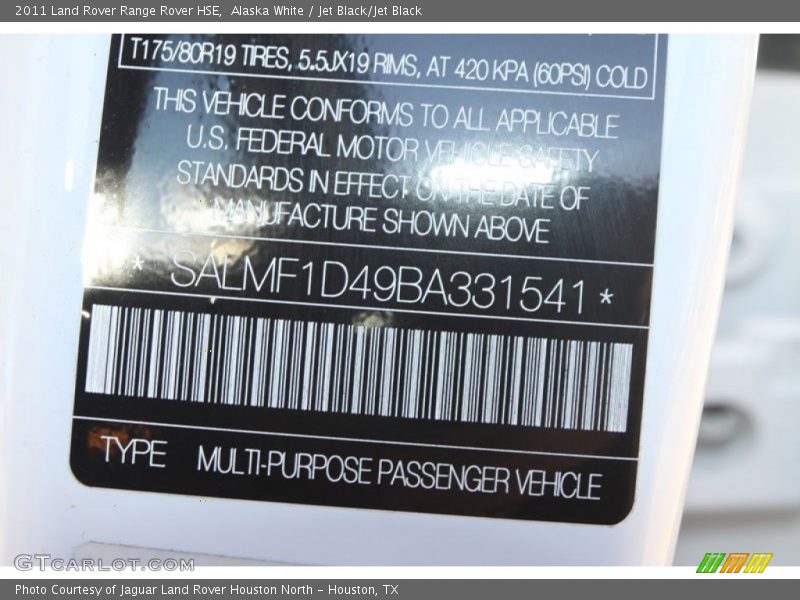 2011 Land Rover Range Rover HSE,  Alaska White / Jet Black/Jet Black
T175/80R19 TIRES, 5.5JX19 RIMS, AT 420 KPA (60PSI) COLD
THIS VEHICLE CONFORMS TO ALL APPLICABLE
U.S. FEDERAL MOTOR VEHICLE SAFETY
STANDARDS IN EFFECT ON THE DATE OF
MANUFACTURE SHOWN ABOVE
* SALMF1D49BA331541 *
TYPE MULTI-PURPOSE PASSENGER VEHICLE
GTCARLOT.COM
Photo Courtesy of Jaguar Land Rover Houston North - Houston, TX